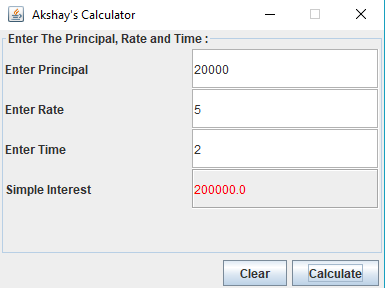 Akshay's Calculator
Enter The Principal, Rate and Time :
Enter Principal 20000
Enter Rate 5
Enter Time 2
Simple Interest 200000.0
Clear Calculate